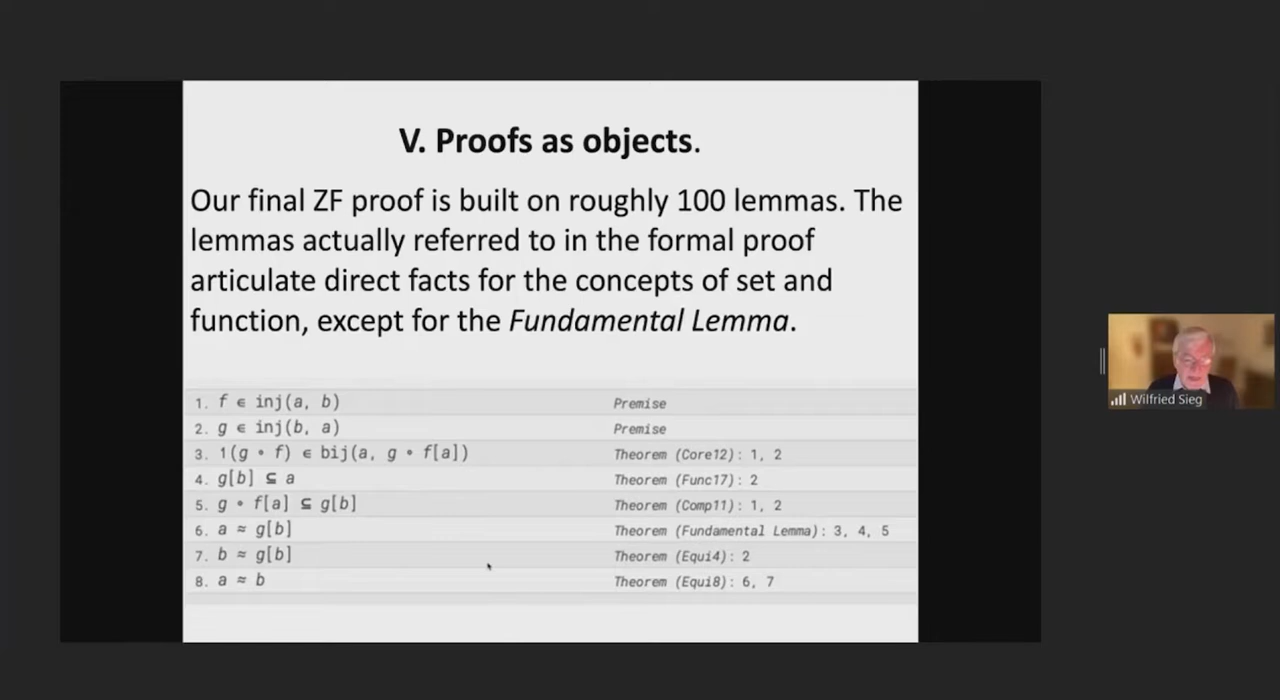 V. Proofs as objects.
Our final ZF proof is built on roughly 100 lemmas. The
lemmas actually referred to in the formal proof
articulate direct facts for the concepts of set and
function, except for the Fundamental Lemma.
1. f ∊ inj(a, b) Premise
2. g ∊ inj(b, a) Premise
3. 1(g ∘ f) ∊ bij(a, g ∘ f[a]) Theorem (Core12): 1, 2
4. g[b] ⊆ a Theorem (Func17): 2
5. g ∘ f[a] ⊆ g[b] Theorem (Comp11): 1, 2
6. a ≈ g[b] Theorem (Fundamental Lemma): 3, 4, 5
7. b ≈ g[b] Theorem (Equi4): 2
8. a ≈ b Theorem (Equi8): 6, 7
Wilfried Sieg